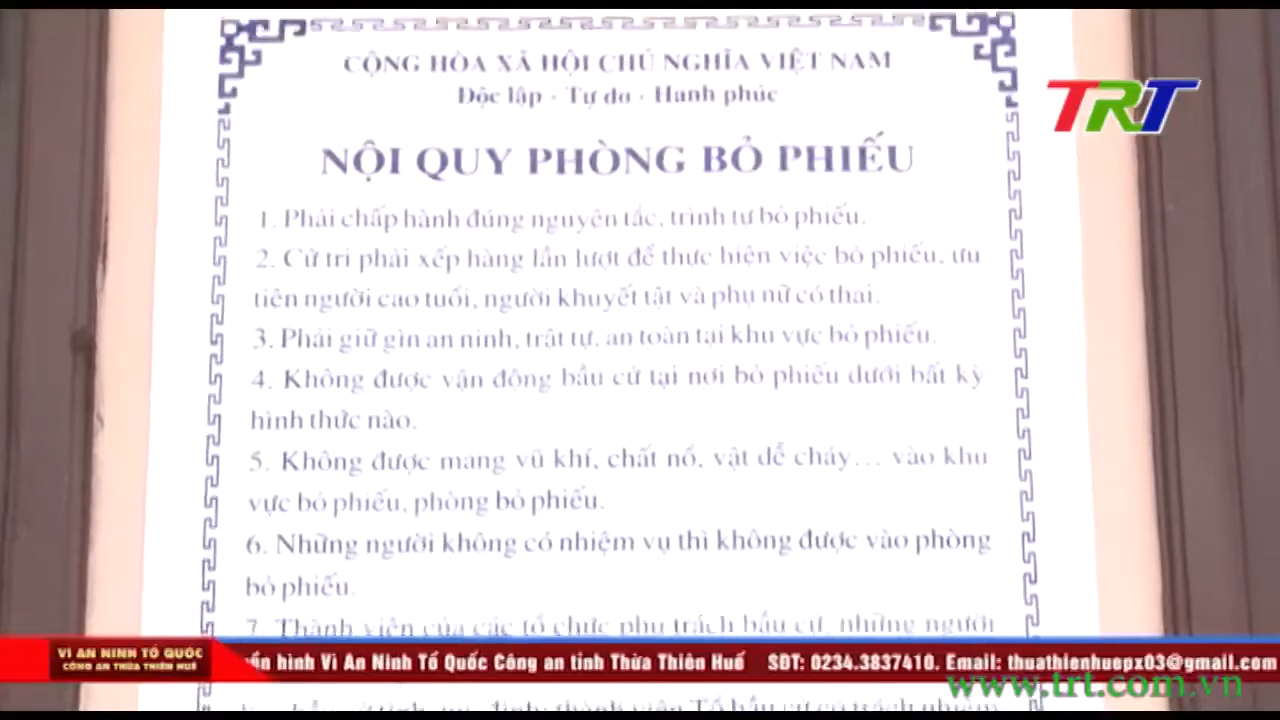 CỘNG HÒA XÃ HỘI CHỦ NGHĨA VIỆT NAM
Độc lập - Tự do - Hạnh phúc
TRT
NỘI QUY PHÒNG BỎ PHIẾU
1. Phải chấp hành đúng nguyên tắc, trình tự bỏ phiếu.
2. Cử tri phải xếp hàng lần lượt để thực hiện việc bỏ phiếu, ưu
tiên người cao tuổi, người khuyết tật và phụ nữ có thai.
3. Phải giữ gìn an ninh, trật tự, an toàn tại khu vực bỏ phiếu.
4. Không được vận động bầu cử tại nơi bỏ phiếu dưới bất kỳ
hình thức nào.
5. Không được mang vũ khí, chất nổ, vật dễ cháy... vào khu
vực bỏ phiếu, phòng bỏ phiếu.
6. Những người không có nhiệm vụ thì không được vào phòng
bỏ phiếu.
7. Thành viên của các tổ chức phụ trách bầu cử, những người
VÌ AN NINH TỔ QUỐC
CÔNG AN THỪA THIÊN HUẾ
hình Vì An Ninh Tổ Quốc Công an tỉnh Thừa Thiên Huế SĐT: 0234.3837410. Email: thuathienhuepx03@gmail.com
www.trt.com.vn
thành viên Tổ bầu cử có trách nhiệm